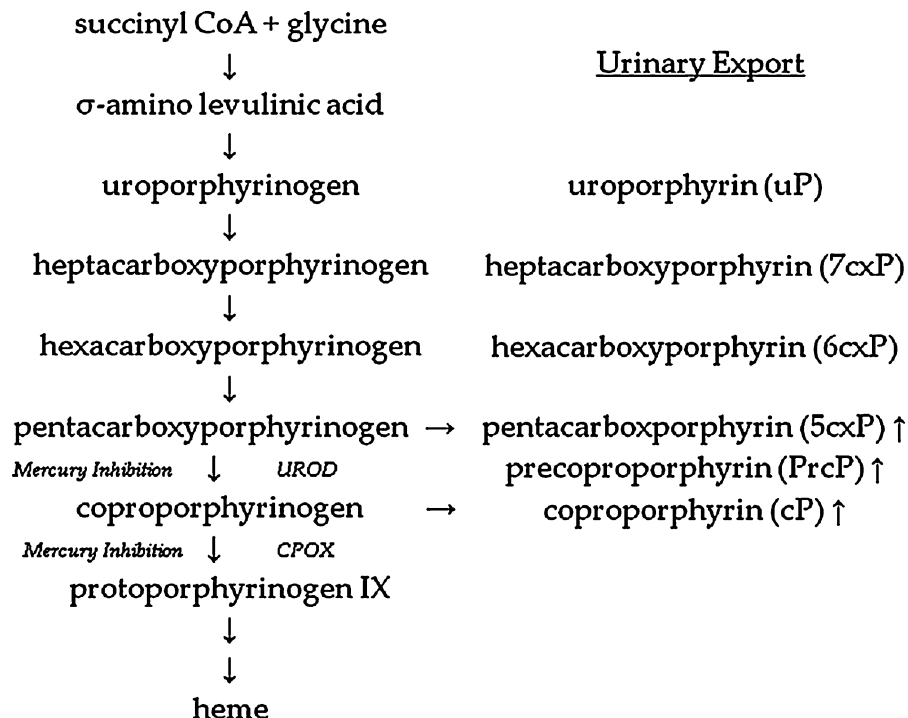 succinyl CoA + glycine
Urinary Export
↓
σ-amino levulinic acid
↓
uroporphyrinogen uroporphyrin (uP)
↓
heptacarboxyporphyrinogen heptacarboxyporphyrin (7cxP)
↓
hexacarboxyporphyrinogen hexacarboxyporphyrin (6cxP)
↓
pentacarboxyporphyrinogen → pentacarboxporphyrin (5cxP) ↑
Mercury Inhibition ↓ UROD precoproporphyrin (PrcP) ↑
coproporphyrinogen → coproporphyrin (cP) ↑
Mercury Inhibition ↓ CPOX
protoporphyrinogen IX
↓
↓
heme